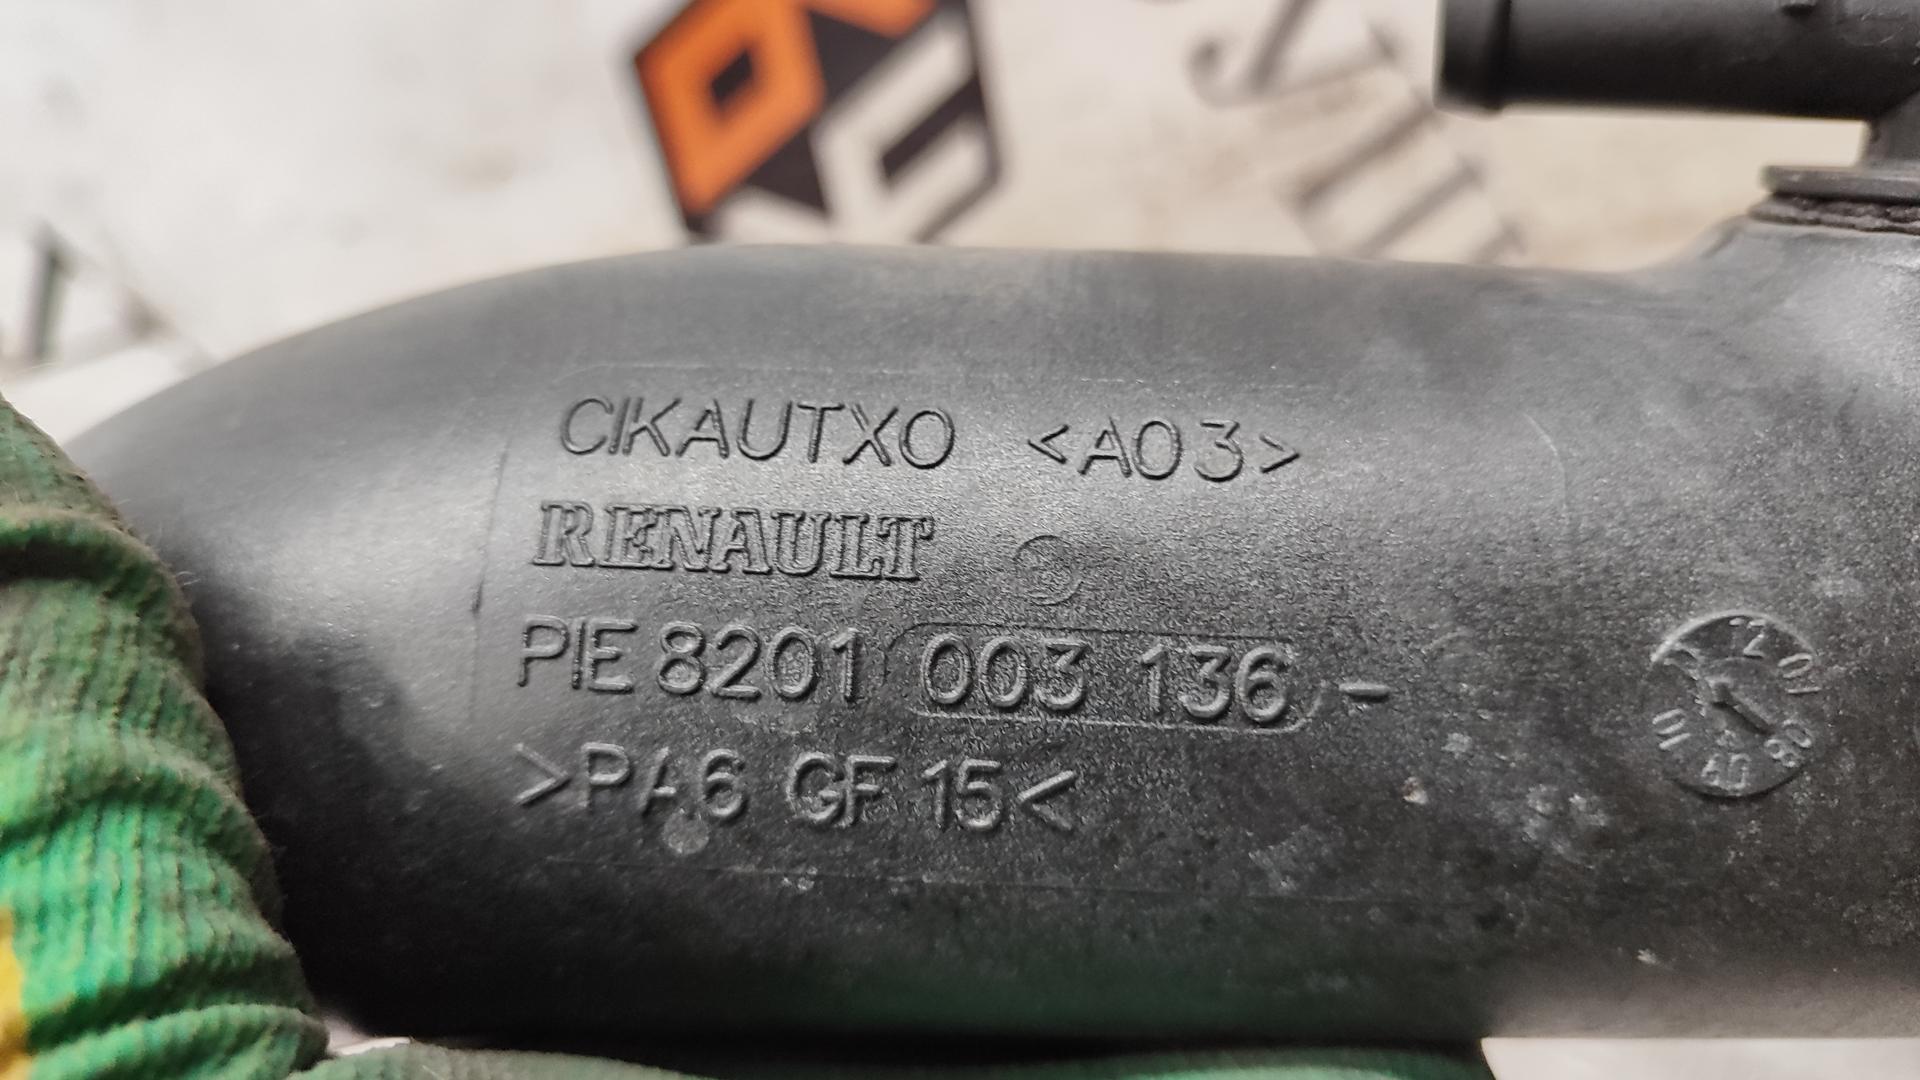 CIKAUTXO <A03>
RENAULT
PIE 8201 003 136 -
>PA6 GF 15<